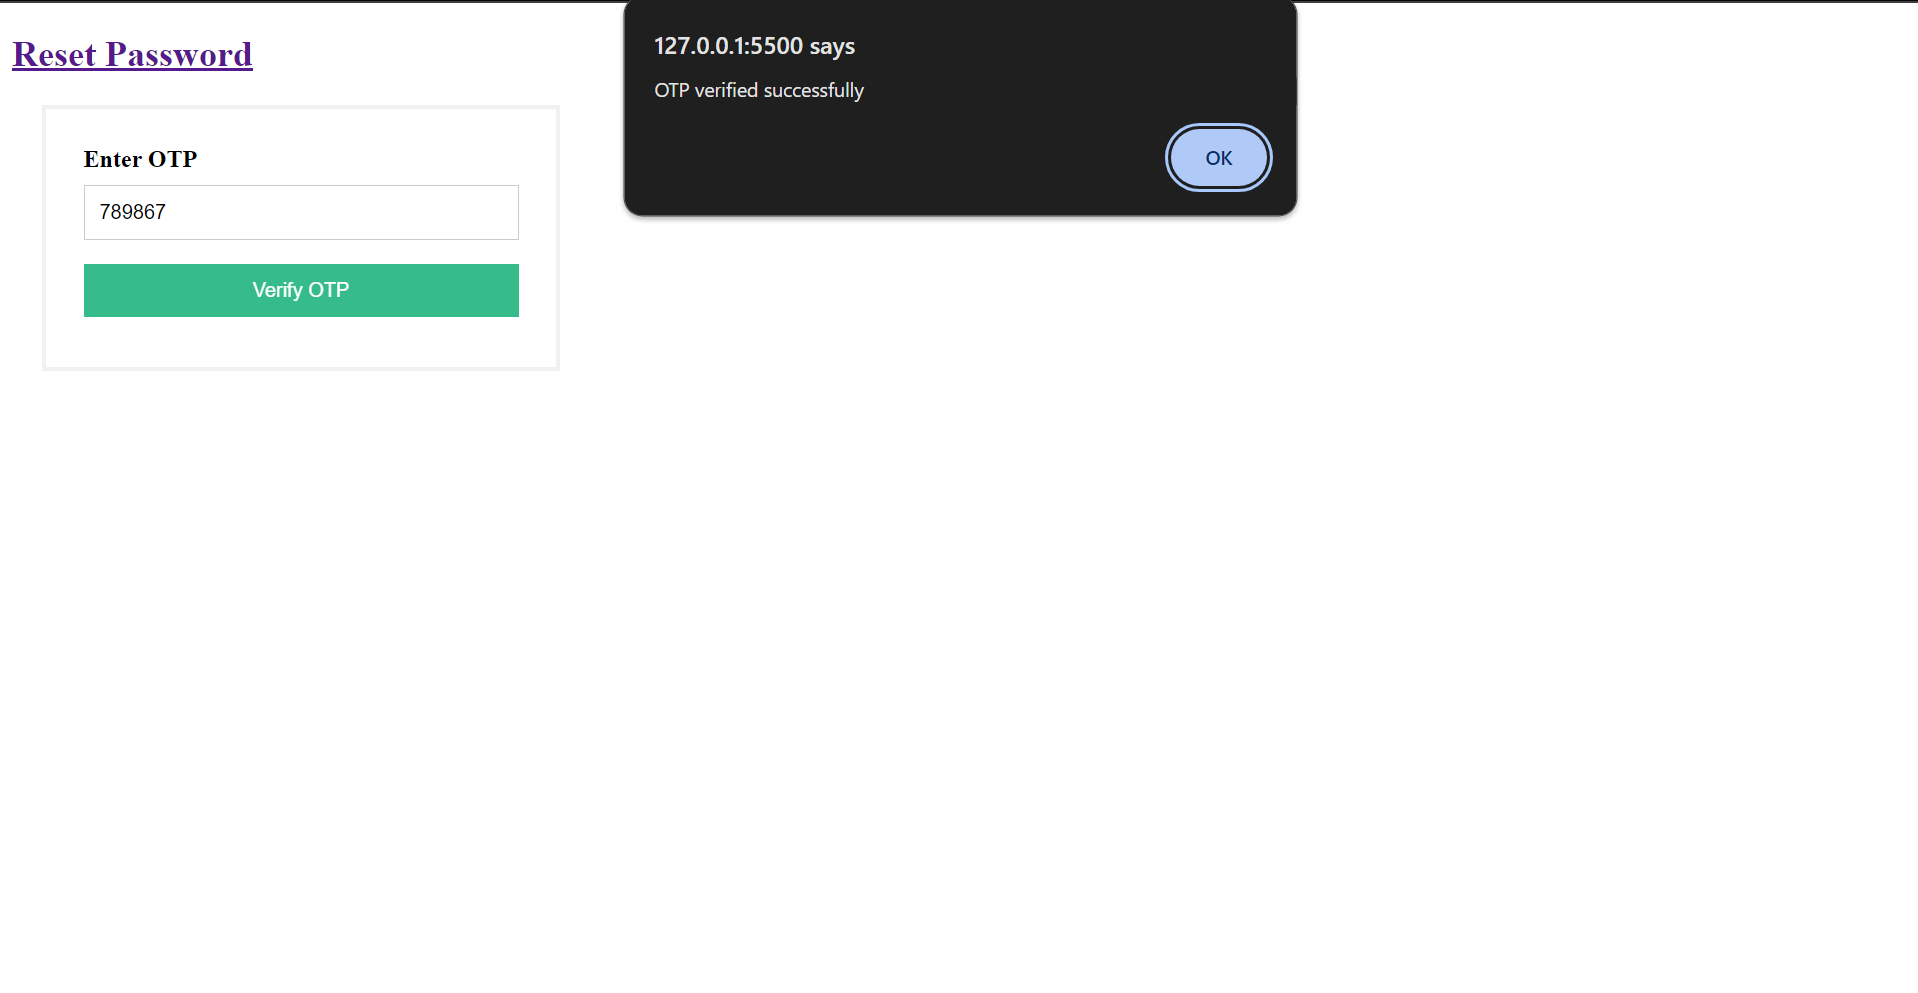 Reset Password
127.0.0.1:5500 says
OTP verified successfully
OK
Enter OTP
789867
Verify OTP